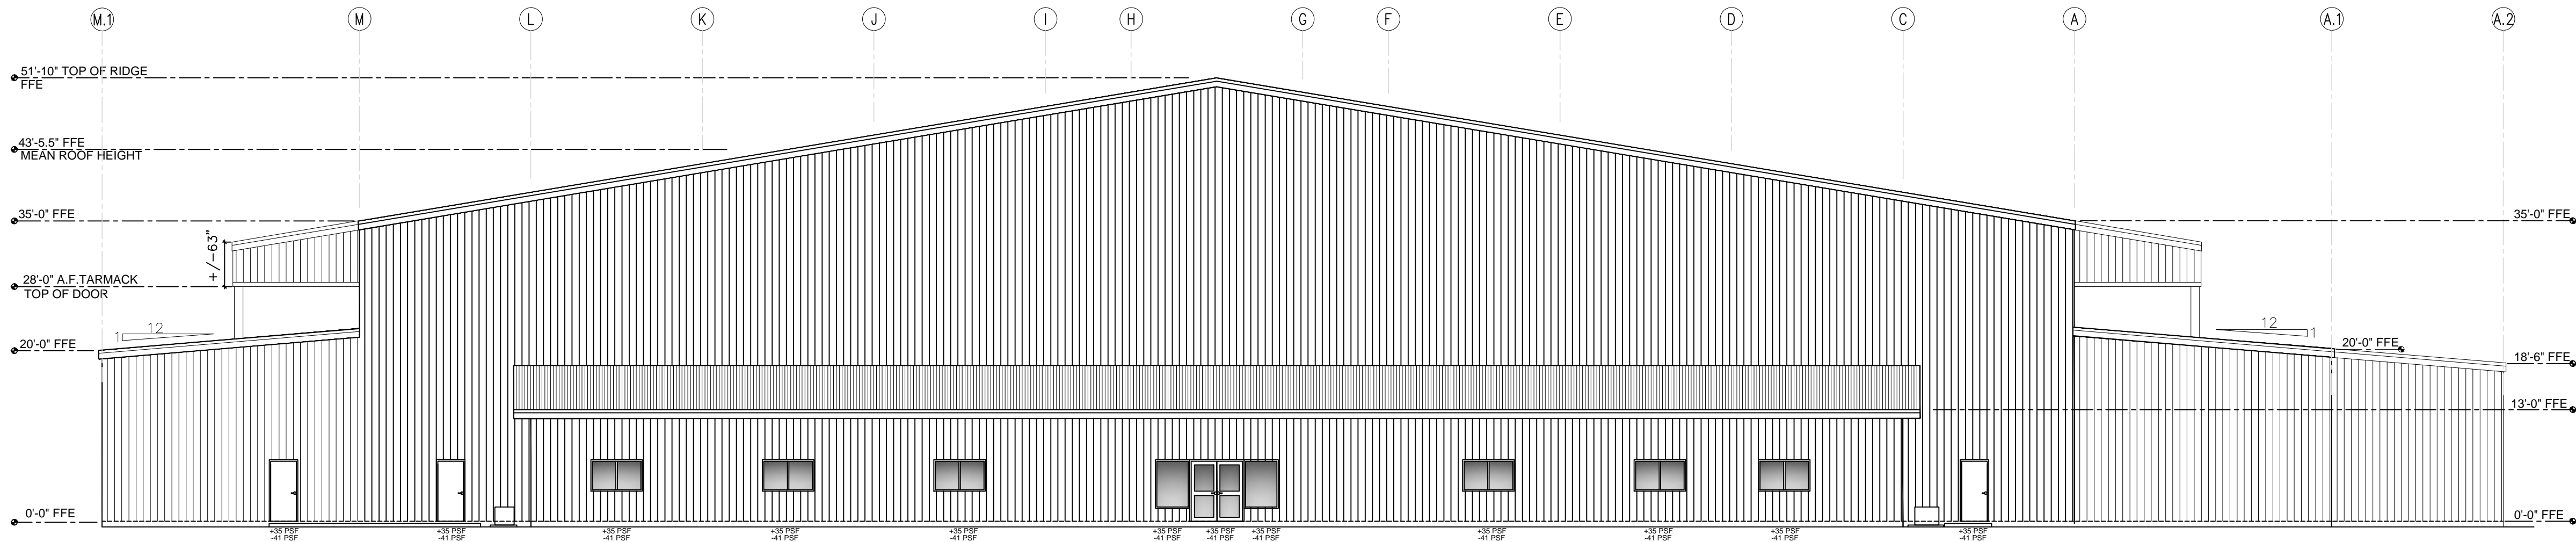 M.1 M L K J I H G F E D C A A.1 A.2
51'-10" TOP OF RIDGE
FFE
43'-5.5" FFE
MEAN ROOF HEIGHT
35'-0" FFE
35'-0" FFE
+/-63"
28'-0" A.F.TARMACK
TOP OF DOOR
12
1
12
1
20'-0" FFE
20'-0" FFE
18'-6" FFE
13'-0" FFE
0'-0" FFE
0'-0" FFE
+35 PSF +35 PSF +35 PSF +35 PSF +35 PSF +35 PSF +35 PSF +35 PSF +35 PSF +35 PSF +35 PSF +35 PSF
-41 PSF -41 PSF -41 PSF -41 PSF -41 PSF -41 PSF -41 PSF -41 PSF -41 PSF -41 PSF -41 PSF -41 PSF